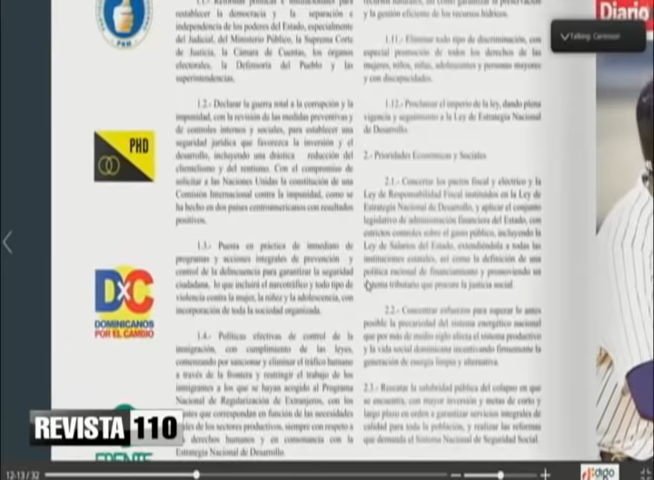 1.1.- Reformas políticas e institucionales para
restablecer la democracia y la separación e
independencia de los poderes del Estado, especialmente
del Judicial, del Ministerio Público, la Suprema Corte
de Justicia, la Cámara de Cuentas, los órganos
electorales, la Defensoría del Pueblo y las
superintendencias.
PHD
1.2.- Declarar la guerra total a la corrupción y la
impunidad, con la revisión de las medidas preventivas y
de controles internos y sociales, para establecer una
seguridad jurídica que favorezca la inversión y el
desarrollo, incluyendo una drástica reducción del
clientelismo y del rentismo. Con el compromiso de
solicitar a las Naciones Unidas la constitución de una
Comisión Internacional contra la impunidad, como se
ha hecho en dos países centroamericanos con resultados
positivos.
DXC
DOMINICANOS
POR EL CAMBIO
1.3.- Puesta en práctica de inmediato de
programas y acciones integrales de prevención y
control de la delincuencia para garantizar la seguridad
ciudadana, lo que incluirá el narcotráfico y todo tipo de
violencia contra la mujer, la niñez y la adolescencia, con
incorporación de toda la sociedad organizada.
1.4.- Políticas efectivas de control de la
inmigración, con cumplimiento de las leyes,
comenzando por sancionar y eliminar el tráfico humano
a través de la frontera y restringir el trabajo de los
inmigrantes a los que se hayan acogido al Programa
Nacional de Regularización de Extranjeros, con los
que correspondan en función de las necesidades
de los sectores productivos, siempre con respeto a
derechos humanos y en consonancia con la
Estrategia Nacional de Desarrollo.
FRENTE
y la gestión eficiente de los recursos hídricos.
1.11.- Eliminar todo tipo de discriminación, con
especial promoción de todos los derechos de las
mujeres, niños, niñas, adolescentes y personas mayores
y con discapacidades.
1.12.- Proclamar el imperio de la ley, dando plena
vigencia y seguimiento a la Ley de Estrategia Nacional
de Desarrollo.
2.- Prioridades Económicas y Sociales
2.1.- Concertar los pactos fiscal y eléctrico y la
Ley de Responsabilidad Fiscal instituidos en la Ley de
Estrategia Nacional de Desarrollo, y aplicar el conjunto
legislativo de administración financiera del Estado, con
estrictos controles sobre el gasto público, incluyendo la
Ley de Salarios del Estado, extendiéndola a todas las
instituciones estatales, así como la definición de una
política nacional de financiamiento y promoviendo un
sistema tributario que procure la justicia social.
2.2.- Concentrar esfuerzos para superar lo antes
posible la precariedad del sistema energético nacional
que por más de medio siglo afecta el sistema productivo
y la vida social dominicana incentivando firmemente la
generación de energía limpia y alternativa.
2.3.- Rescatar la salubridad pública del colapso en que
se encuentra, con mayor inversión y metas de corto y
largo plazo en orden a garantizar servicios integrales de
calidad para toda la población, y realizar las reformas
que demanda el Sistema Nacional de Seguridad Social.
Diario
Talking:
REVISTA 110
12-13 / 32